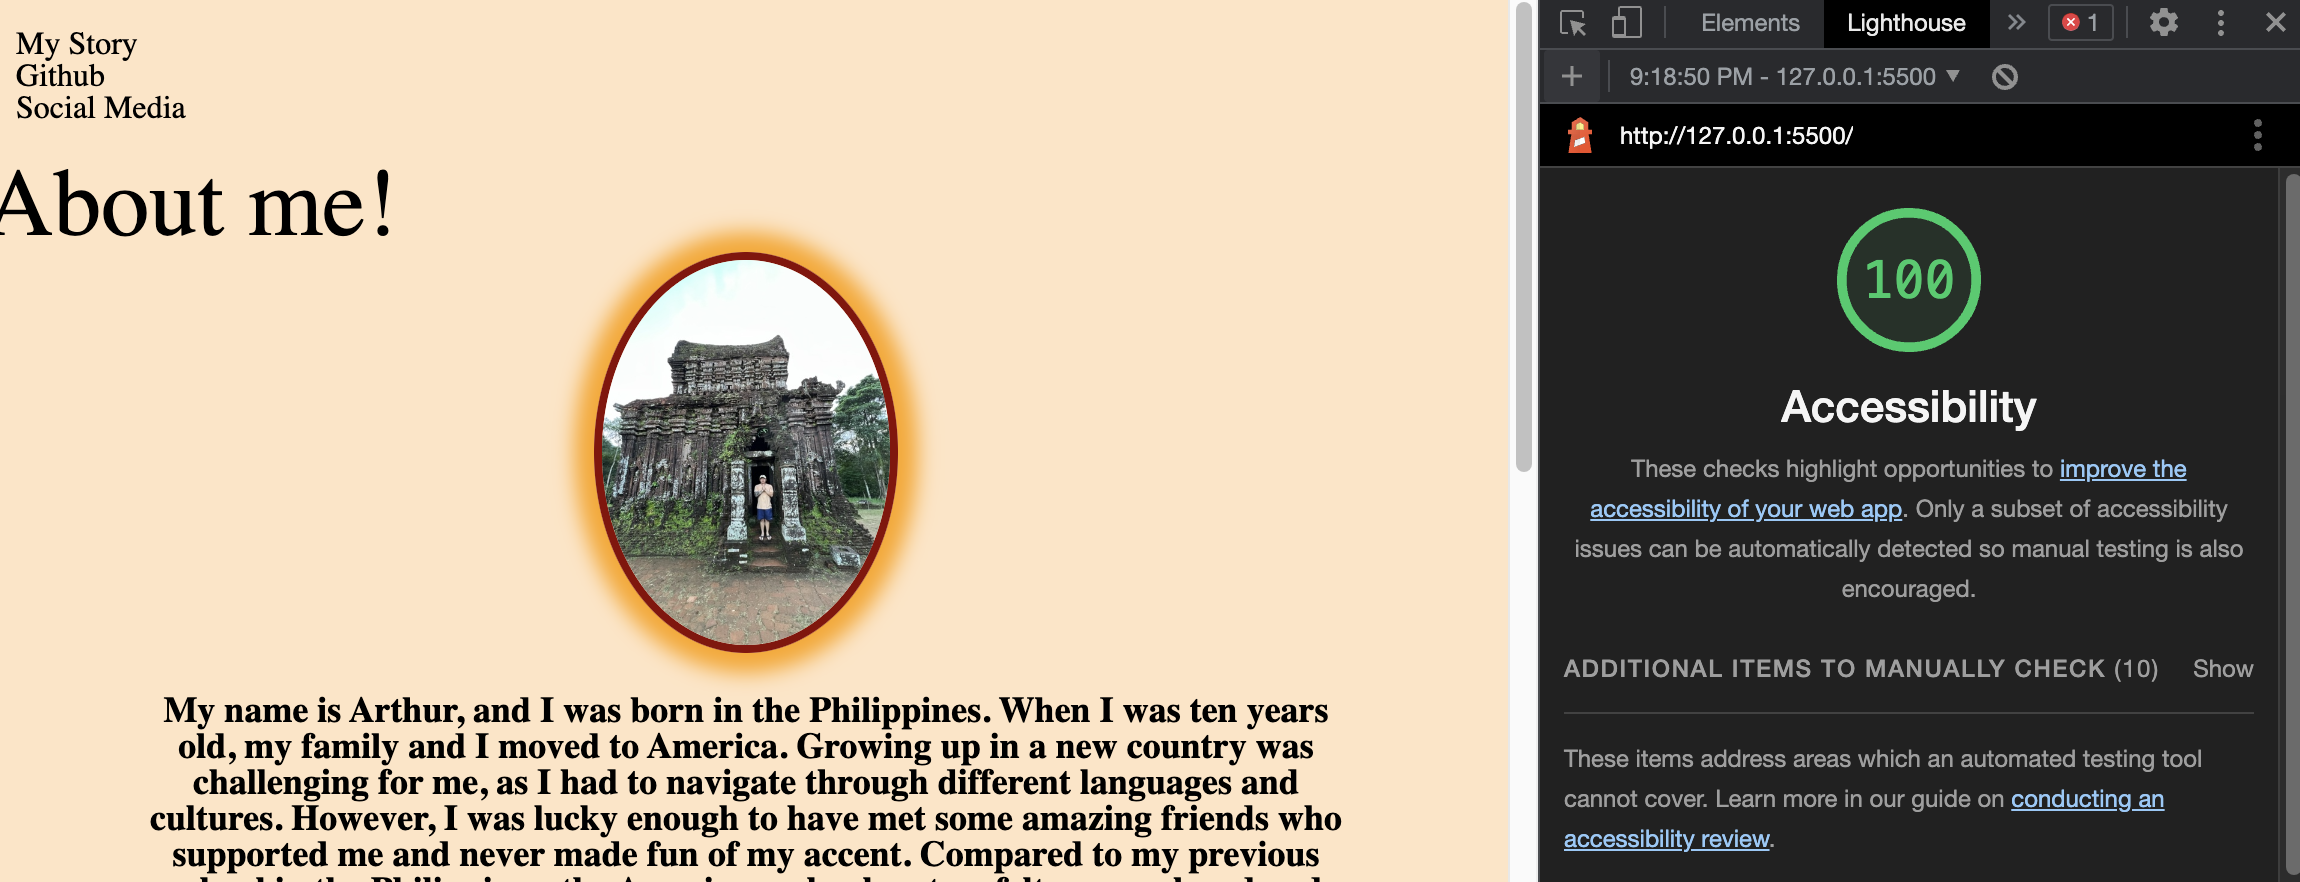 My Story
Github
Social Media
About me!
My name is Arthur, and I was born in the Philippines. When I was ten years
old, my family and I moved to America. Growing up in a new country was
challenging for me, as I had to navigate through different languages and
cultures. However, I was lucky enough to have met some amazing friends who
supported me and never made fun of my accent. Compared to my previous
Elements
Lighthouse
1
9:18:50 PM - 127.0.0.1:5500
http://127.0.0.1:5500/
100
Accessibility
These checks highlight opportunities to improve the
accessibility of your web app. Only a subset of accessibility
issues can be automatically detected so manual testing is also
encouraged.
ADDITIONAL ITEMS TO MANUALLY CHECK (10) Show
These items address areas which an automated testing tool
cannot cover. Learn more in our guide on conducting an
accessibility review.